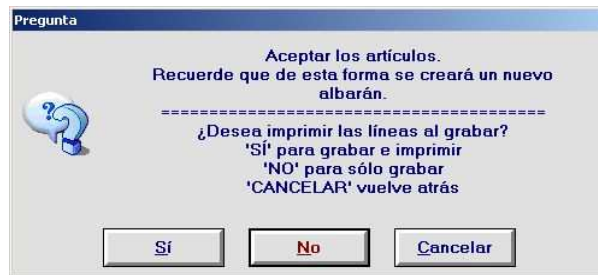 Pregunta
Aceptar los artículos.
Recuerde que de esta forma se creará un nuevo
albarán.
============================================
¿Desea imprimir las líneas al grabar?
'SÍ' para grabar e imprimir
'NO' para sólo grabar
'CANCELAR' vuelve atrás
Sí
No
Cancelar